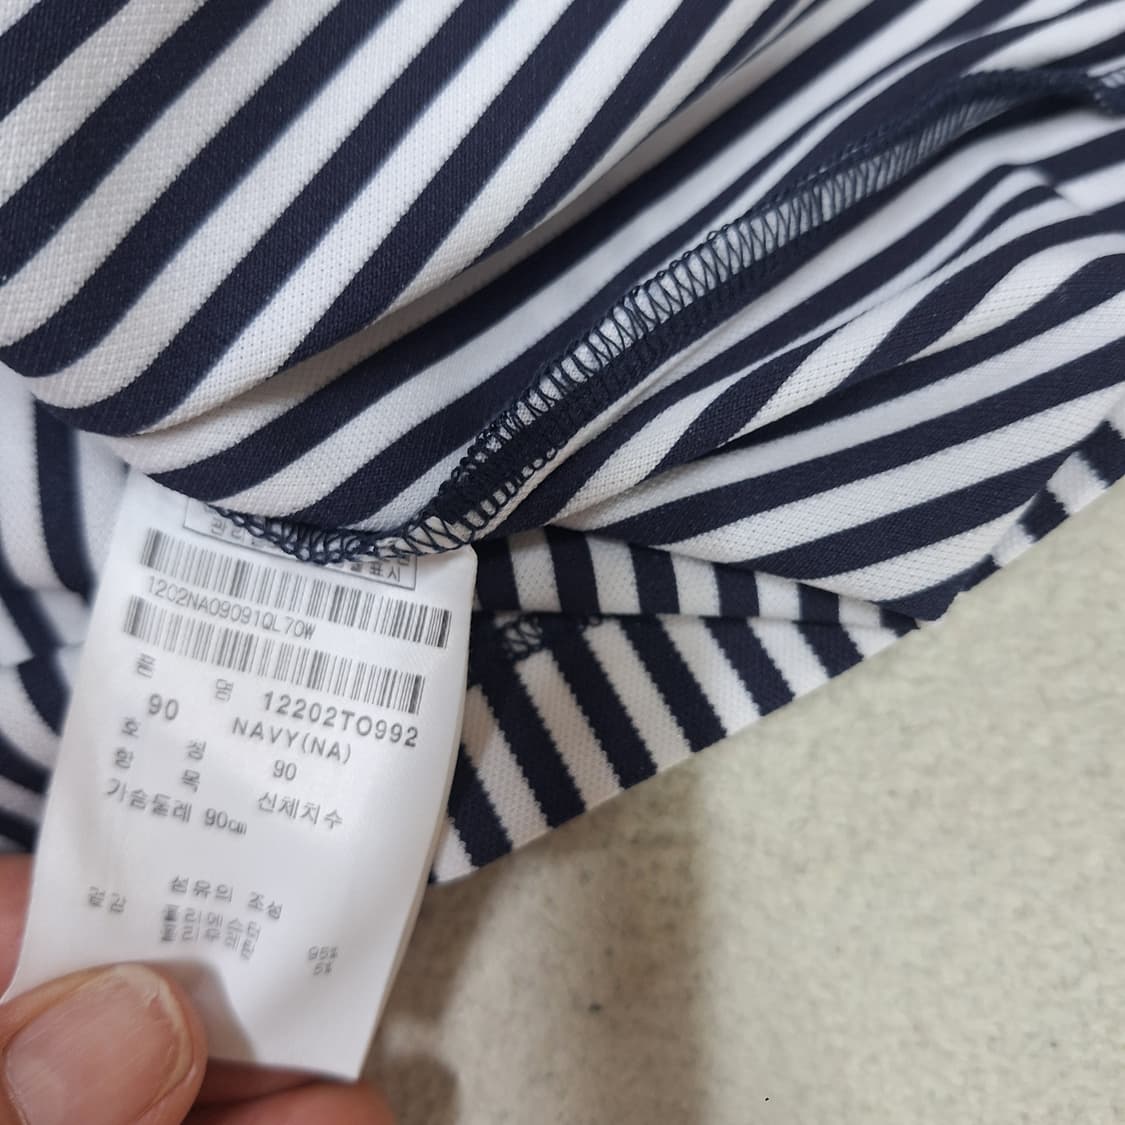 1202NA09091QL70W
품 명 12202TO992
90 NAVY(NA)
호 칭 90
항 목 신체치수
가슴둘레 90cm
섬유의 조성
겉감 폴리에스터 95%
폴리우레탄 5%